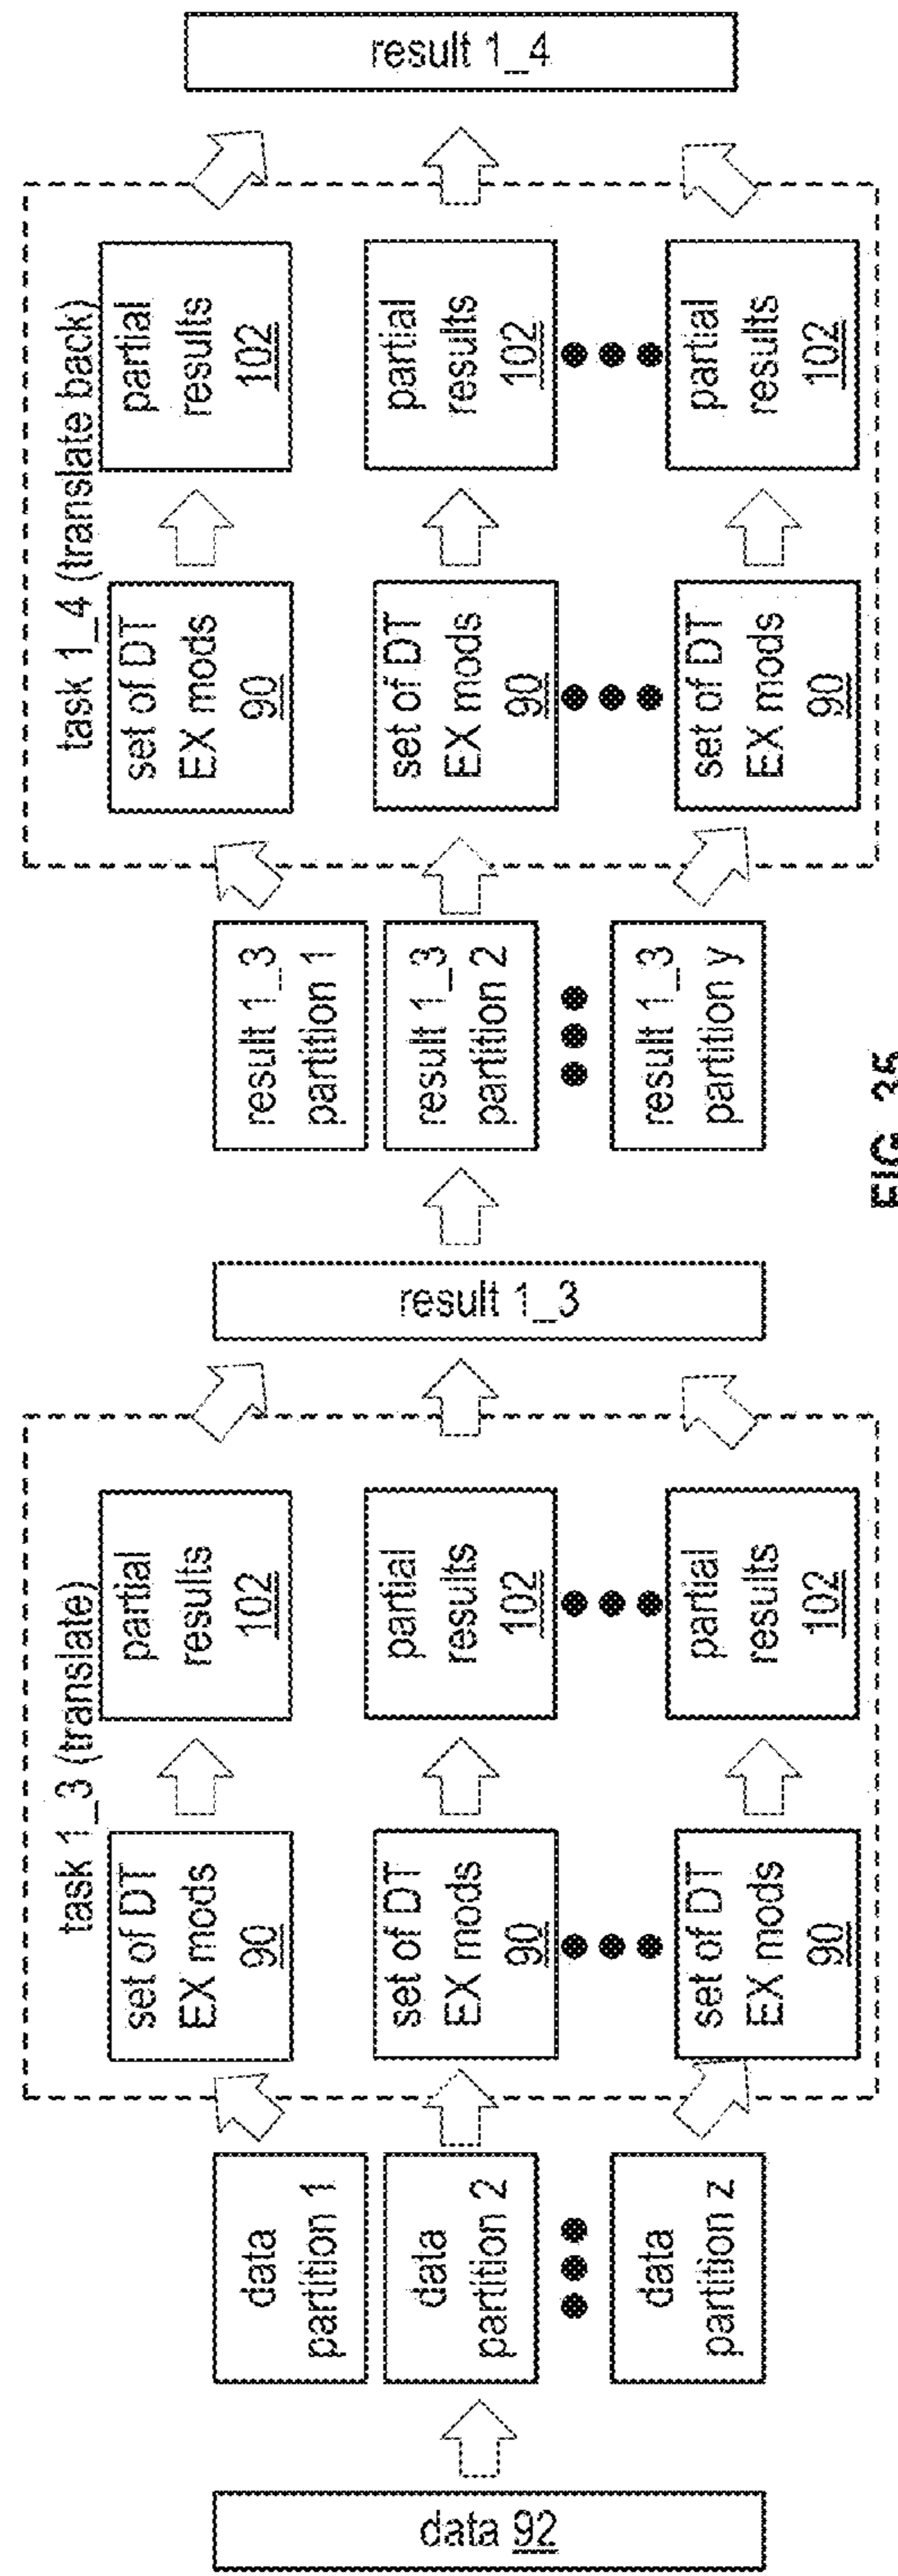 data 92
data
partition 1
data
partition 2
data
partition z
task 1_3 (translate)
set of DT
EX mods
90
partial
results
102
set of DT
EX mods
90
partial
results
102
set of DT
EX mods
90
partial
results
102
result 1_3
result 1_3
partition 1
result 1_3
partition 2
result 1_3
partition y
task 1_4 (translate back)
set of DT
EX mods
90
partial
results
102
set of DT
EX mods
90
partial
results
102
set of DT
EX mods
90
partial
results
102
result 1_4
FIG. 35